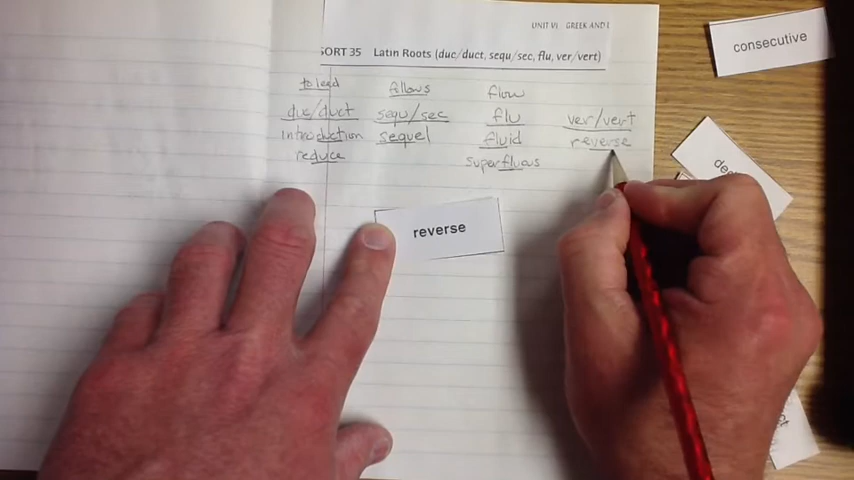 UNIT VI GREEK AND
SORT 35 Latin Roots (duc/duct, sequ/sec, flu, ver/vert)
consecutive
to lead follows flow
duc/duct sequ/sec flu ver/vert
introduction sequel fluid reverse
reduce superfluous
reverse